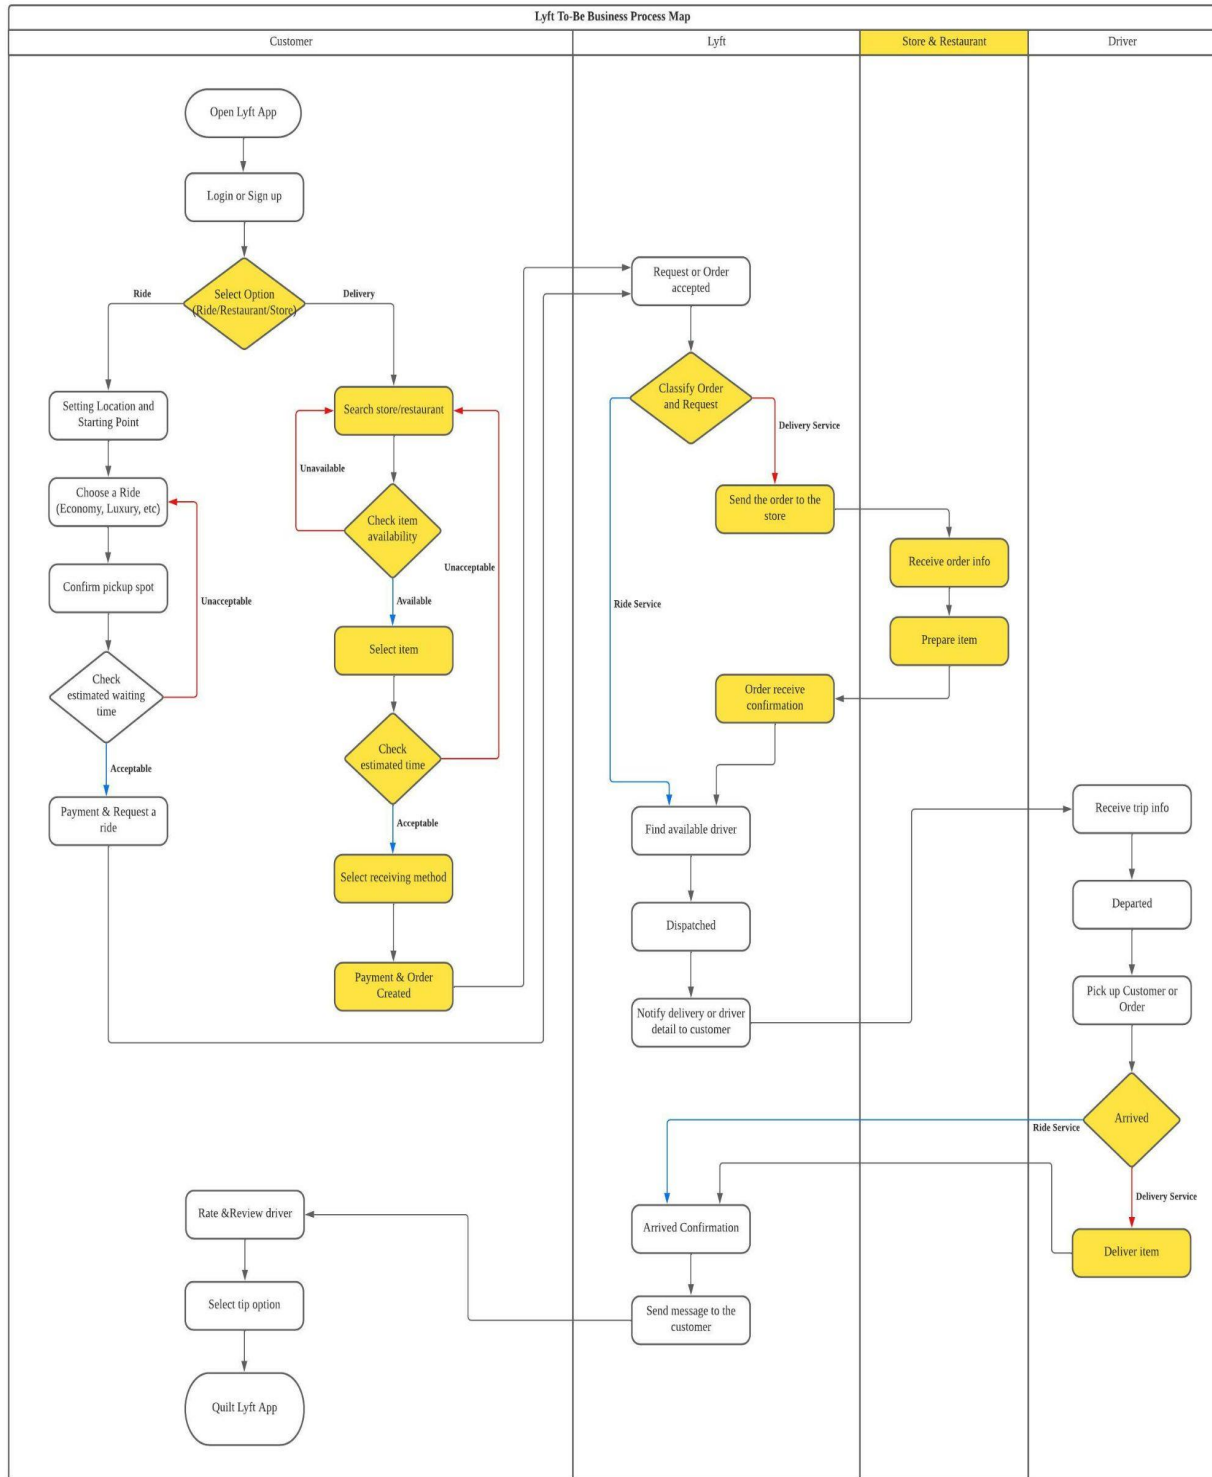 Lyft To-Be Business Process Map
Customer
Lyft
Store & Restaurant
Driver
Open Lyft App
Login or Sign up
Select Option
(Ride/Restaurant/Store)
Ride
Delivery
Setting Location and
Starting Point
Choose a Ride
(Economy, Luxury, etc)
Confirm pickup spot
Unacceptable
Check
estimated waiting
time
Acceptable
Payment & Request a
ride
Search store/restaurant
Unavailable
Check item
availability
Unacceptable
Available
Select item
Check
estimated time
Acceptable
Select receiving method
Payment & Order
Created
Request or Order
accepted
Classify Order
and Request
Delivery Service
Send the order to the
store
Ride Service
Receive order info
Prepare item
Order receive
confirmation
Find available driver
Dispatched
Notify delivery or driver
detail to customer
Receive trip info
Departed
Pick up Customer or
Order
Arrived
Ride Service
Delivery Service
Deliver item
Arrived Confirmation
Send message to the
customer
Rate &Review driver
Select tip option
Quilt Lyft App